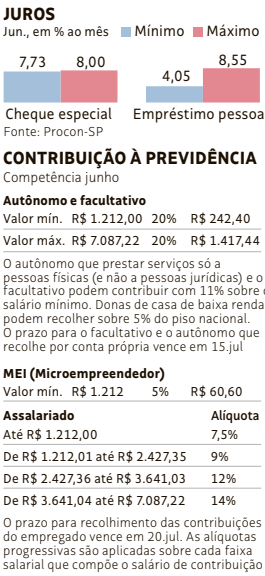 JUROS
Jun., em % ao mês Mínimo Máximo
7,73 8,00 4,05 8,55
Cheque especial Empréstimo pessoa
Fonte: Procon-SP
CONTRIBUIÇÃO À PREVIDÊNCIA
Competência junho
Autônomo e facultativo
Valor mín. R$ 1.212,00 20% R$ 242,40
Valor máx. R$ 7.087,22 20% R$ 1.417,44
O autônomo que prestar serviços só a
pessoas físicas (e não a pessoas jurídicas) e o
facultativo podem contribuir com 11% sobre o
salário mínimo. Donas de casa de baixa renda
podem recolher sobre 5% do piso nacional.
O prazo para o facultativo e o autônomo que
recolhe por conta própria vence em 15.jul
MEI (Microempreendedor)
Valor mín. R$ 1.212 5% R$ 60,60
Assalariado Alíquota
Até R$ 1.212,00 7,5%
De R$ 1.212,01 até R$ 2.427,35 9%
De R$ 2.427,36 até R$ 3.641,03 12%
De R$ 3.641,04 até R$ 7.087,22 14%
O prazo para recolhimento das contribuições
do empregado vence em 20.jul. As alíquotas
progressivas são aplicadas sobre cada faixa
salarial que compõe o salário de contribuição